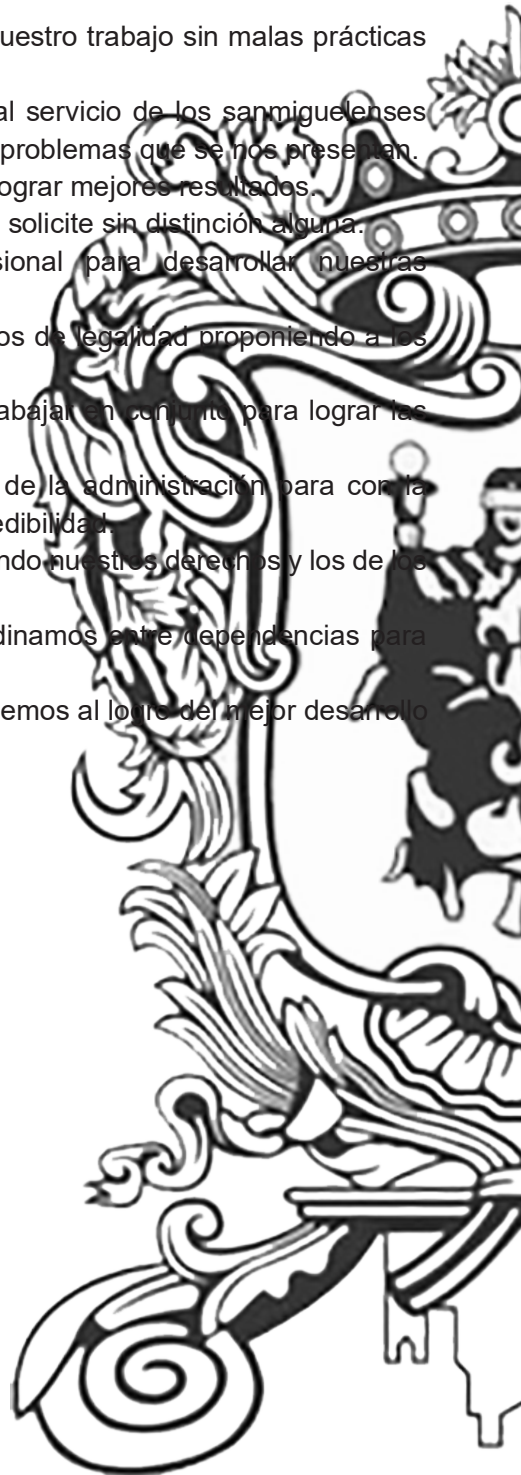 uestro trabajo sin malas prácticas
al servicio de los sanmiguelenses
problemas que se nos presentan.
ograr mejores resultados.
solicite sin distinción alguna.
sional para desarrollar nuestras
os de legalidad proponiendo a los
abajar en conjunto para lograr las
de la administración para con la
edibilidad.
ndo nuestros derechos y los de los
dinamos entre dependencias para
emos al logro del mejor desarrollo